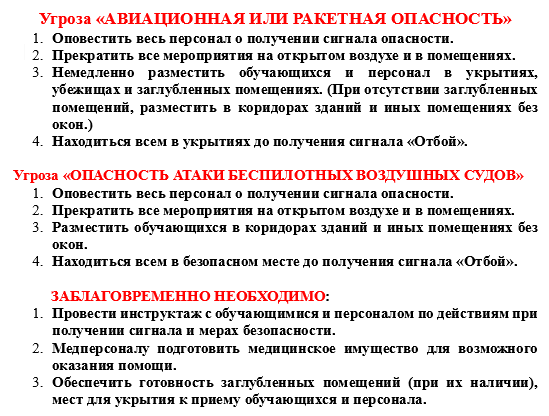 Угроза «АВИАЦИОННАЯ ИЛИ РАКЕТНАЯ ОПАСНОСТЬ»
1. Оповестить весь персонал о получении сигнала опасности.
2. Прекратить все мероприятия на открытом воздухе и в помещениях.
3. Немедленно разместить обучающихся и персонал в укрытиях,
убежищах и заглубленных помещениях. (При отсутствии заглубленных
помещений, разместить в коридорах зданий и иных помещениях без
окон.)
4. Находиться всем в укрытиях до получения сигнала «Отбой».
Угроза «ОПАСНОСТЬ АТАКИ БЕСПИЛОТНЫХ ВОЗДУШНЫХ СУДОВ»
1. Оповестить весь персонал о получении сигнала опасности.
2. Прекратить все мероприятия на открытом воздухе и в помещениях.
3. Разместить обучающихся в коридорах зданий и иных помещениях без
окон.
4. Находиться всем в безопасном месте до получения сигнала «Отбой».
ЗАБЛАГОВРЕМЕННО НЕОБХОДИМО:
1. Провести инструктаж с обучающимися и персоналом по действиям при
получении сигнала и мерах безопасности.
2. Медперсоналу подготовить медицинское имущество для возможного
оказания помощи.
3. Обеспечить готовность заглубленных помещений (при их наличии),
мест для укрытия к приему обучающихся и персонала.